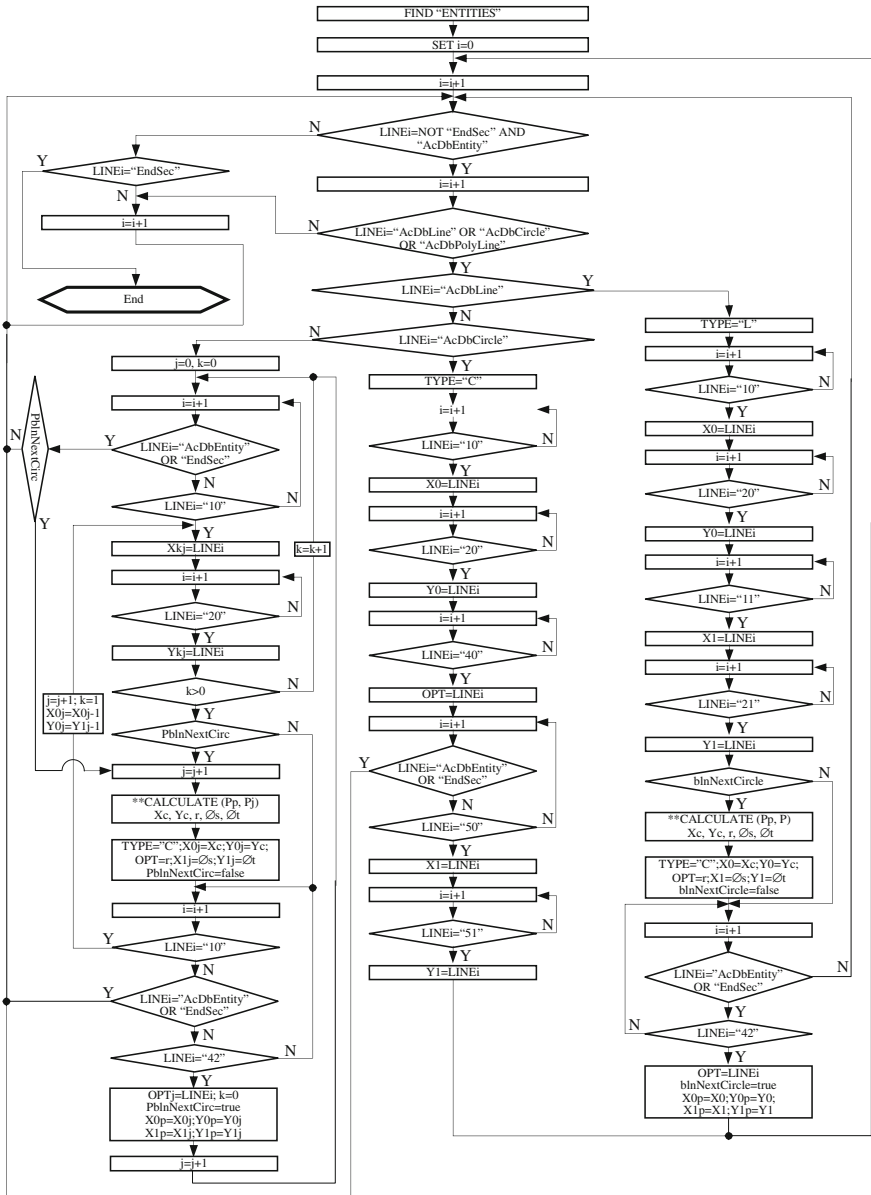 FIND “ENTITIES”
SET i=0
i=i+1
LINEi=NOT “EndSec” AND
“AcDbEntity”
N
Y
Y
LINEi=“EndSec”
N
i=i+1
End
i=i+1
LINEi=“AcDbLine” OR “AcDbCircle”
OR “AcDbPolyLine”
N
Y
LINEi=“AcDbLine”
Y
N
LINEi=“AcDbCircle”
N
Y
j=0, k=0
i=i+1
LINEi=“AcDbEntity
OR “EndSec”
Y
N
PblnNextCirc
N
Y
LINEi=“10”
N
Y
Xkj=LINEi
k=k+1
i=i+1
LINEi=“20”
N
Y
Ykj=LINEi
k>0
N
Y
j=j+1; k=1
X0j=X0j-1
Y0j=Y1j-1
PblnNextCirc
N
Y
j=j+1
**CALCULATE (Pp, Pj)
Xc, Yc, r, Øs, Øt
TYPE="C";X0j=Xc;Y0j=Yc;
OPT=r;X1j=Øs;Y1j=Øt
PblnNextCirc=false
i=i+1
LINEi=“10”
Y
N
LINEi=“AcDbEntity”
OR “EndSec”
Y
N
LINEi=“42”
N
Y
OPTj=LINEi; k=0
PblnNextCirc=true
X0p=X0j;Y0p=Y0j
X1p=X1j;Y1p=Y1j
j=j+1
TYPE=“C”
i=i+1
LINEi=“10”
N
Y
X0=LINEi
i=i+1
LINEi=“20”
N
Y
Y0=LINEi
i=i+1
LINEi=“40”
N
Y
OPT=LINEi
i=i+1
LINEi=“AcDbEntity”
OR “EndSec”
Y
N
LINEi=“50”
N
Y
X1=LINEi
i=i+1
LINEi=“51”
N
Y
Y1=LINEi
TYPE=“L”
i=i+1
LINEi=“10”
N
Y
X0=LINEi
i=i+1
LINEi=“20”
N
Y
Y0=LINEi
i=i+1
LINEi=“11”
N
Y
X1=LINEi
i=i+1
LINEi=“21”
N
Y
Y1=LINEi
blnNextCircle
N
Y
**CALCULATE (Pp, P)
Xc, Yc, r, Øs, Øt
TYPE=“C”;X0=Xc;Y0=Yc;
OPT=r;X1=Øs;Y1=Øt
blnNextCircle=false
i=i+1
LINEi=“AcDbEntity”
OR “EndSec”
N
Y
LINEi=“42”
N
Y
OPT=LINEi
blnNextCircle=true
X0p=X0;Y0p=Y0;
X1p=X1;Y1p=Y1